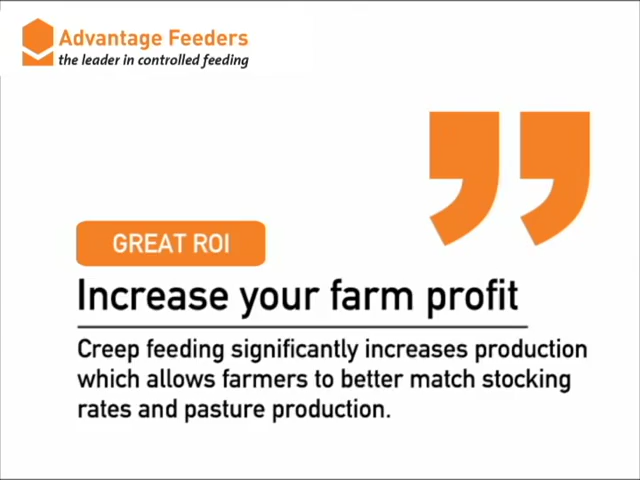 Advantage Feeders
the leader in controlled feeding
GREAT ROI
Increase your farm profit
Creep feeding significantly increases production
which allows farmers to better match stocking
rates and pasture production.